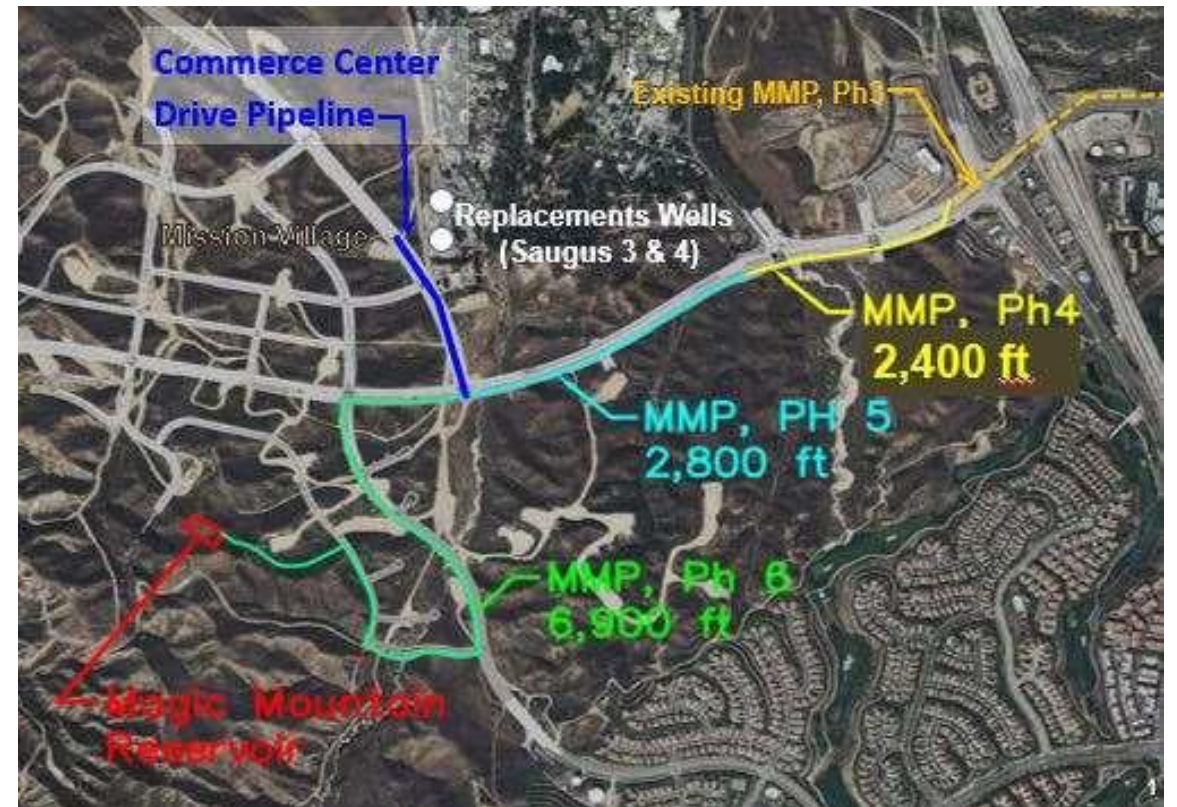 Commerce Center
Drive Pipeline
Existing MMP, Ph3
Replacements Wells
(Saugus 3 & 4)
Mission Village
MMP, Ph4
2,400 ft
MMP, PH 5
2,800 ft
MMP, Ph 6
6,900 ft
Magic Mountain
Reservoir
1